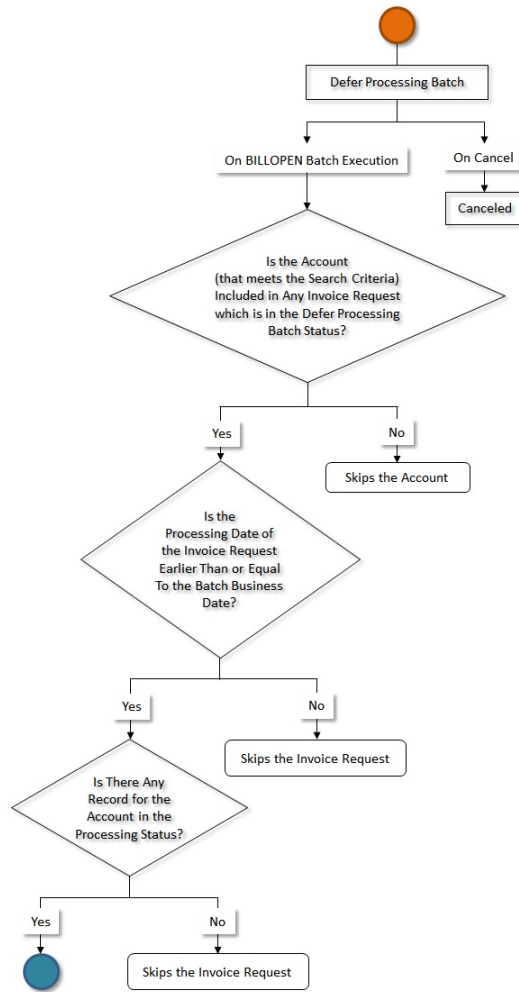 Defer Processing Batch
On BILLOPEN Batch Execution
On Cancel
Canceled
Is the Account
(that meets the Search Criteria)
Included in Any Invoice Request
which is in the Defer Processing
Batch Status?
Yes
No
Skips the Account
Is the
Processing Date of
the Invoice Request
Earlier Than or Equal
To the Batch Business
Date?
Yes
No
Skips the Invoice Request
Is There Any
Record for the
Account in the
Processing Status?
Yes
No
Skips the Invoice Request